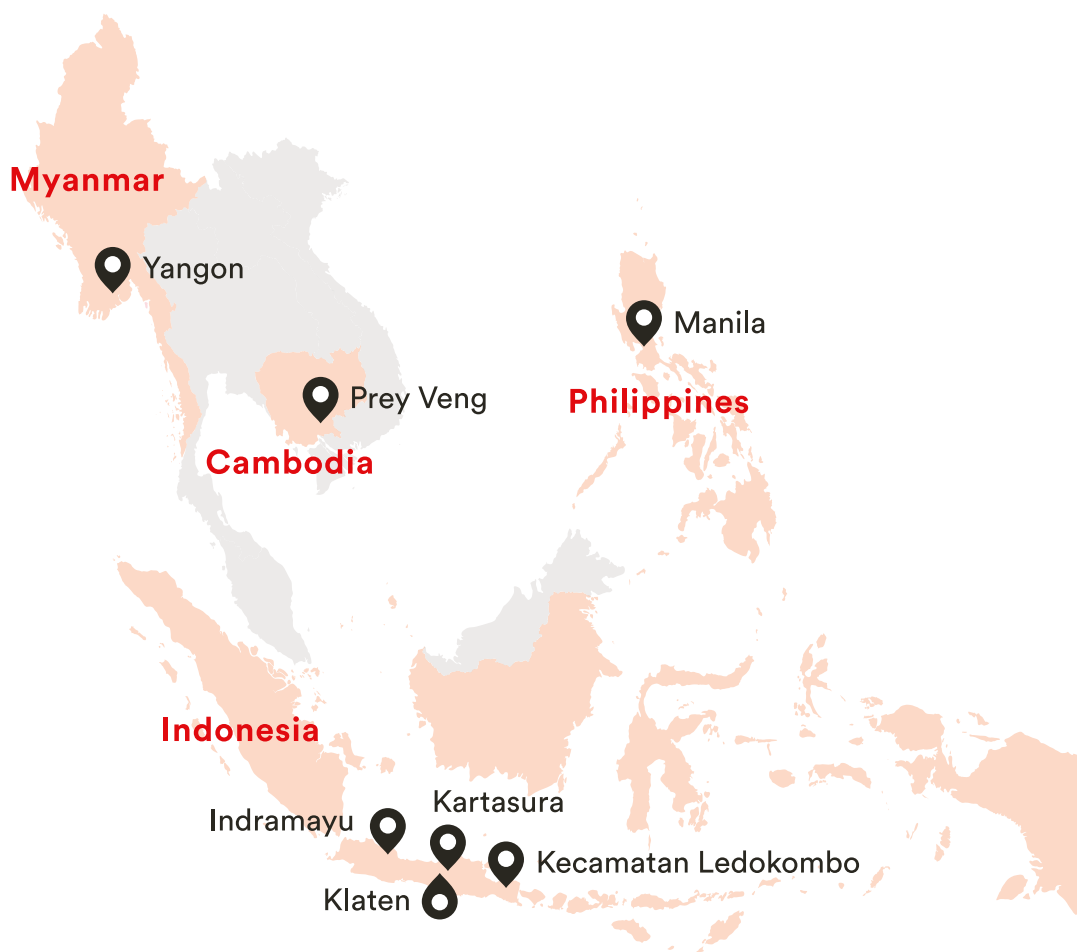 Myanmar
Yangon
Manila
Prey Veng
Philippines
Cambodia
Indonesia
Kartasura
Indramayu
Kecamatan Ledokombo
Klaten